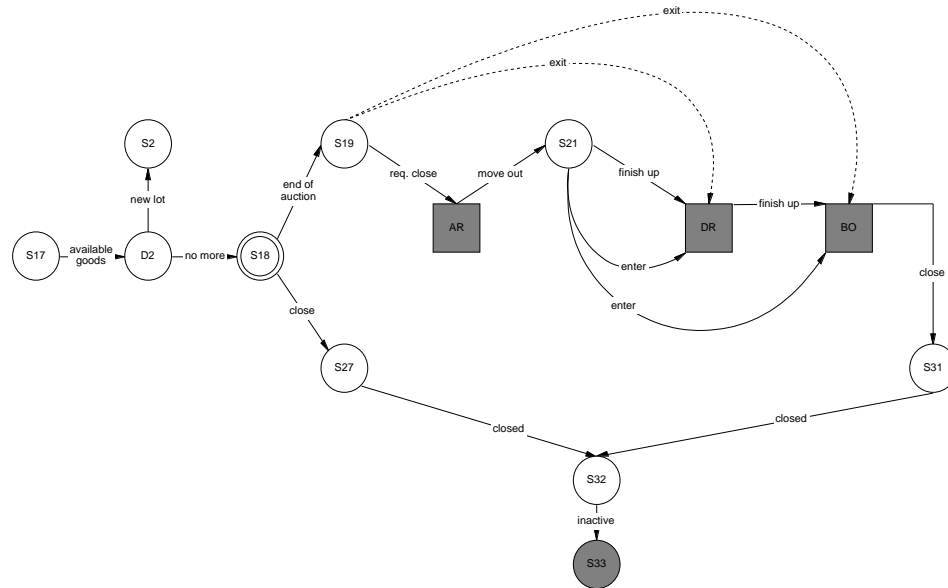 exit
exit
S2
S19
S21
req. close
move out
finish up
end of
auction
new lot
AR
DR
finish up
BO
S17
available
goods
D2
no more
S18
enter
close
enter
close
S27
S31
closed
closed
S32
inactive
S33